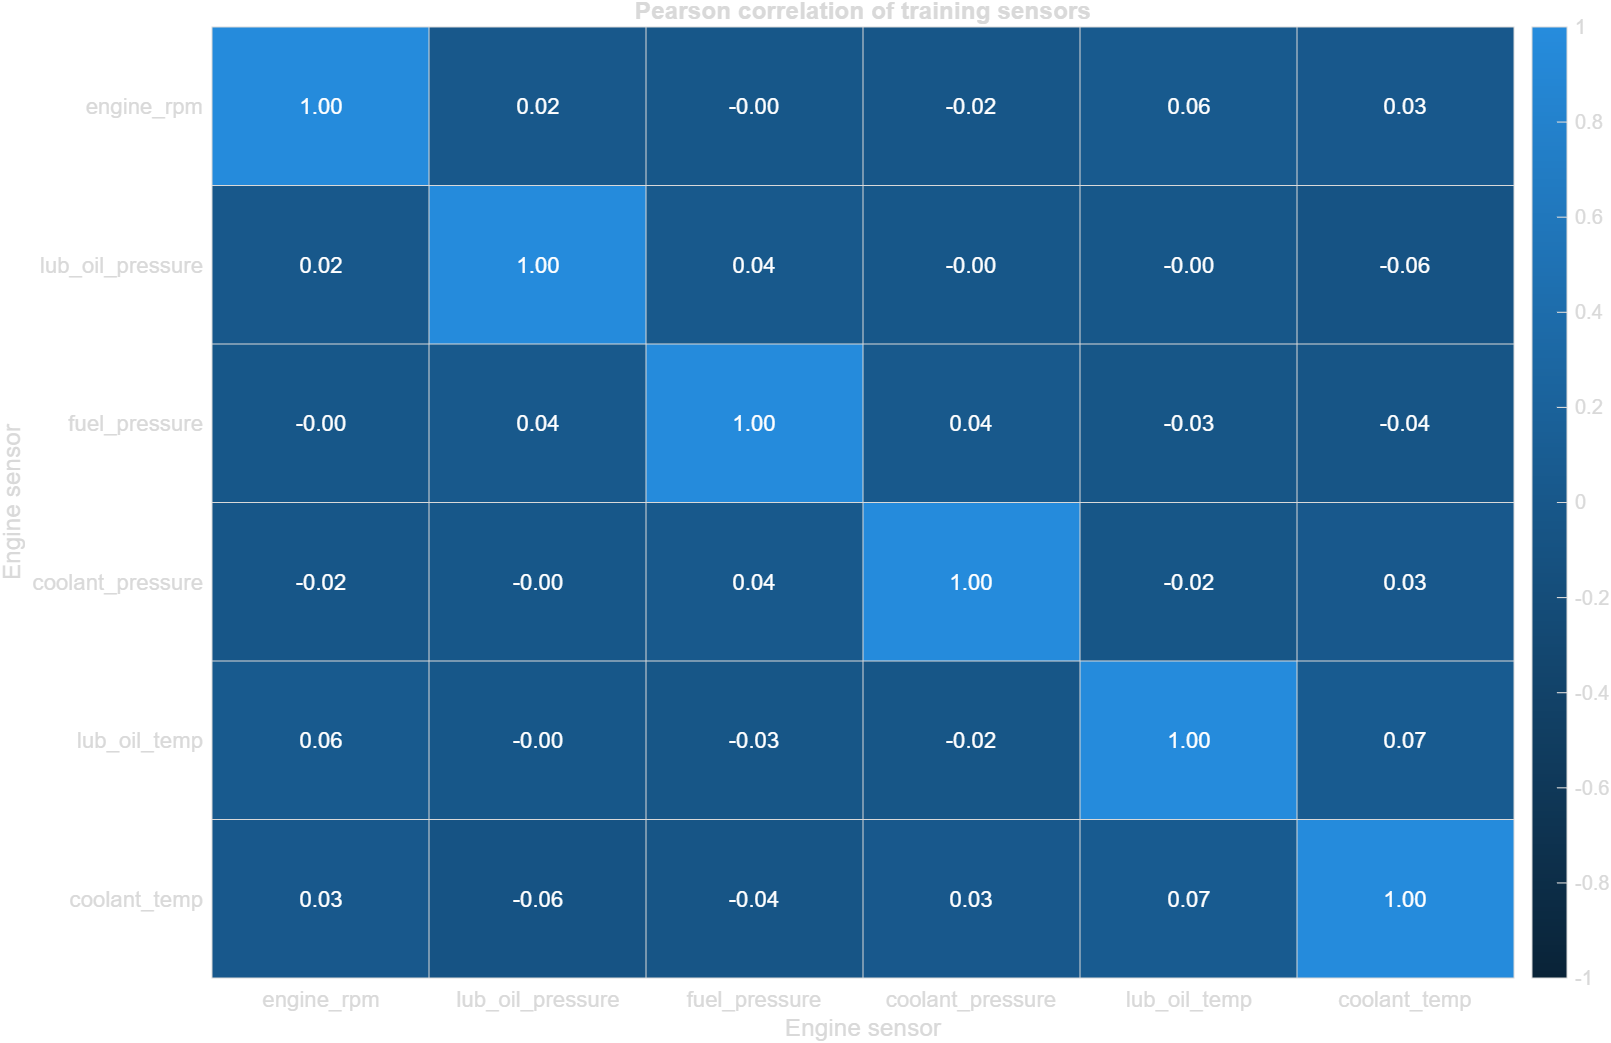 Pearson correlation of training sensors
engine_rpm 1.00 0.02 -0.00 -0.02 0.06 0.03
lub_oil_pressure 0.02 1.00 0.04 -0.00 -0.00 -0.06
fuel_pressure -0.00 0.04 1.00 0.04 -0.03 -0.04
coolant_pressure -0.02 -0.00 0.04 1.00 -0.02 0.03
lub_oil_temp 0.06 -0.00 -0.03 -0.02 1.00 0.07
coolant_temp 0.03 -0.06 -0.04 0.03 0.07 1.00
engine_rpm lub_oil_pressure fuel_pressure coolant_pressure lub_oil_temp coolant_temp
Engine sensor
Engine sensor
1
0.8
0.6
0.4
0.2
0
-0.2
-0.4
-0.6
-0.8
-1